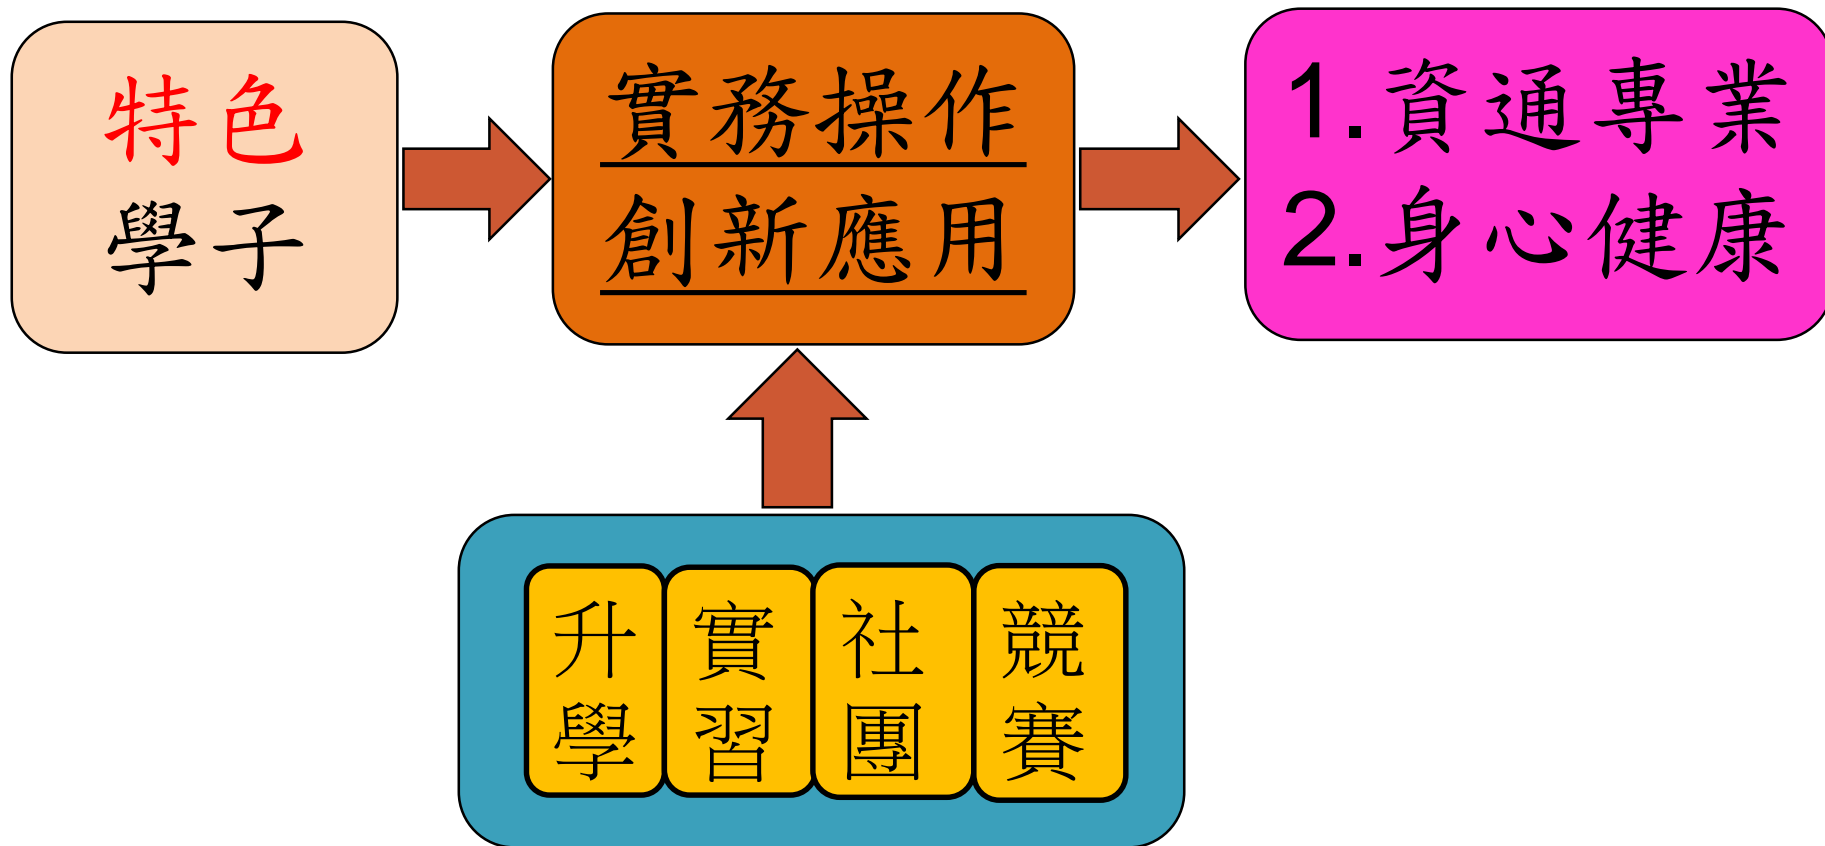 特色
學子
實務操作
創新應用
1.資通專業
2.身心健康
升學
實習
社團
競賽